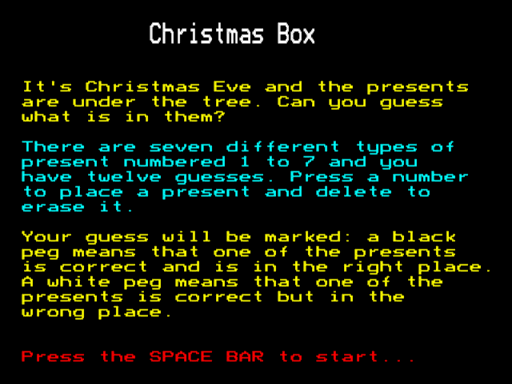 Christmas Box
It's Christmas Eve and the presents
are under the tree. Can you guess
what is in them?
There are seven different types of
present numbered 1 to 7 and you
have twelve guesses. Press a number
to place a present and delete to
erase it.
Your guess will be marked: a black
peg means that one of the presents
is correct and is in the right place.
A white peg means that one of the
presents is correct but in the
wrong place.
Press the SPACE BAR to start...